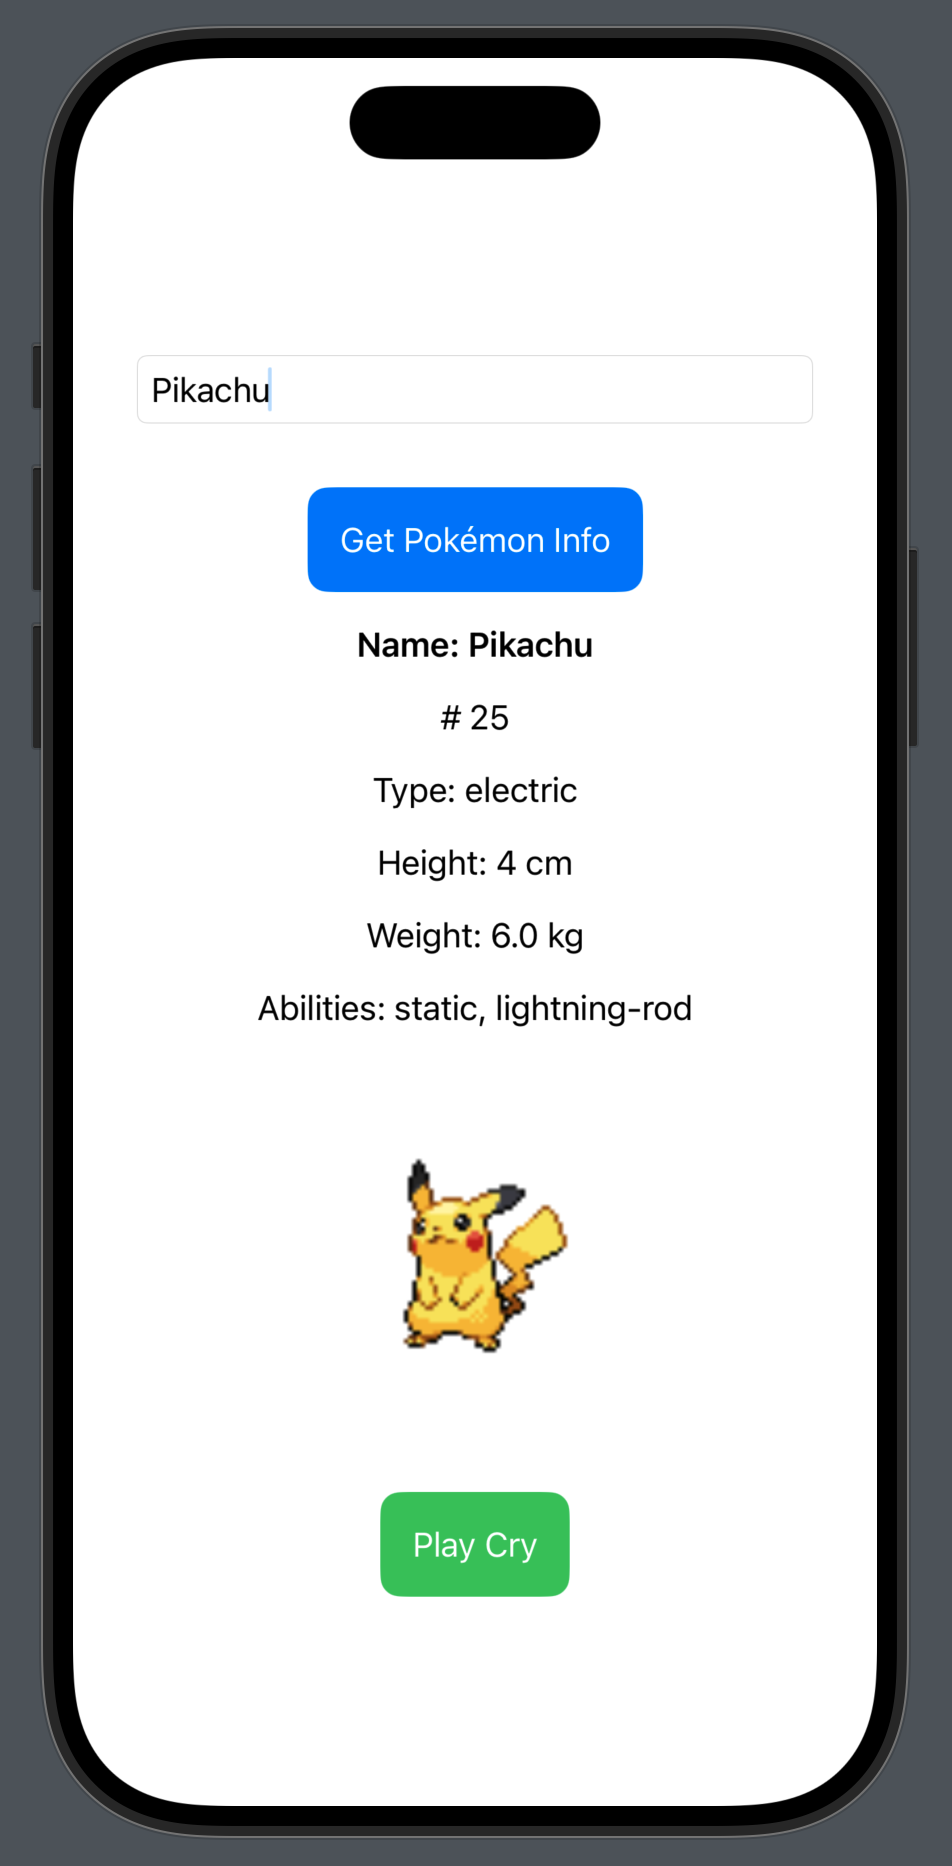 Pikachu
Get Pokémon Info
Name: Pikachu
# 25
Type: electric
Height: 4 cm
Weight: 6.0 kg
Abilities: static, lightning-rod
Play Cry